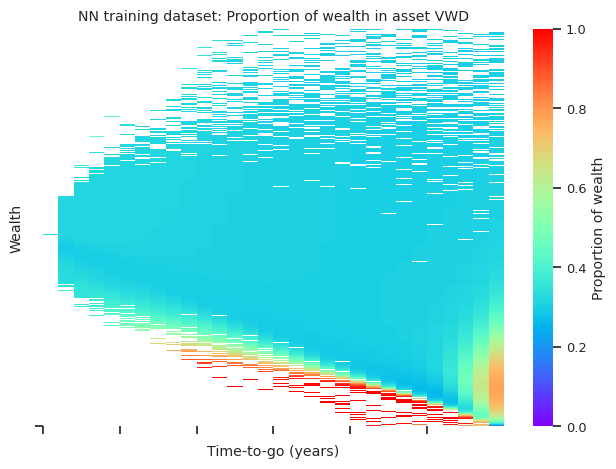 NN training dataset: Proportion of wealth in asset VWD
1.0
0.8
0.6
0.4
0.2
0.0
Proportion of wealth
Wealth
Time-to-go (years)